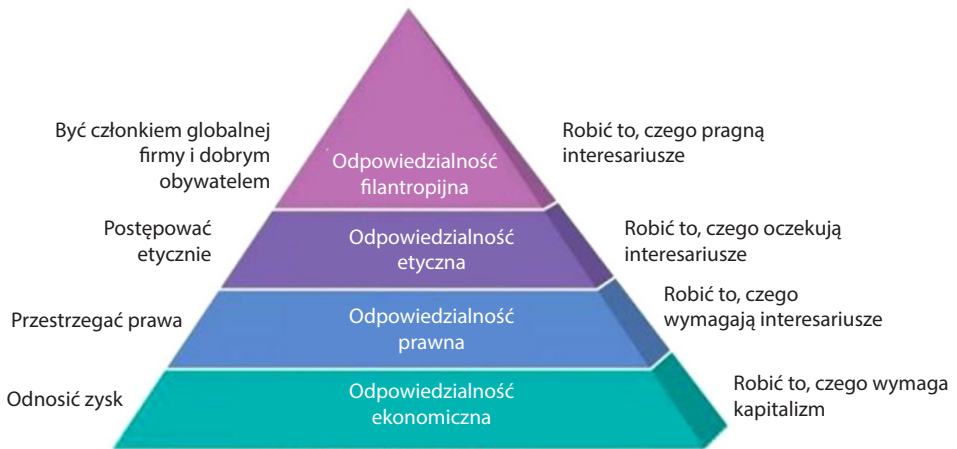 Być członkiem globalnej
firmy i dobrym
obywatelem
Odpowiedzialność
filantropijna
Robić to, czego pragną
interesariusze
Postępować
etycznie
Odpowiedzialność
etyczna
Robić to, czego oczekują
interesariusze
Przestrzegać prawa
Odpowiedzialność
prawna
Robić to, czego
wymagają interesariusze
Odnosić zysk
Odpowiedzialność
ekonomiczna
Robić to, czego wymaga
kapitalizm